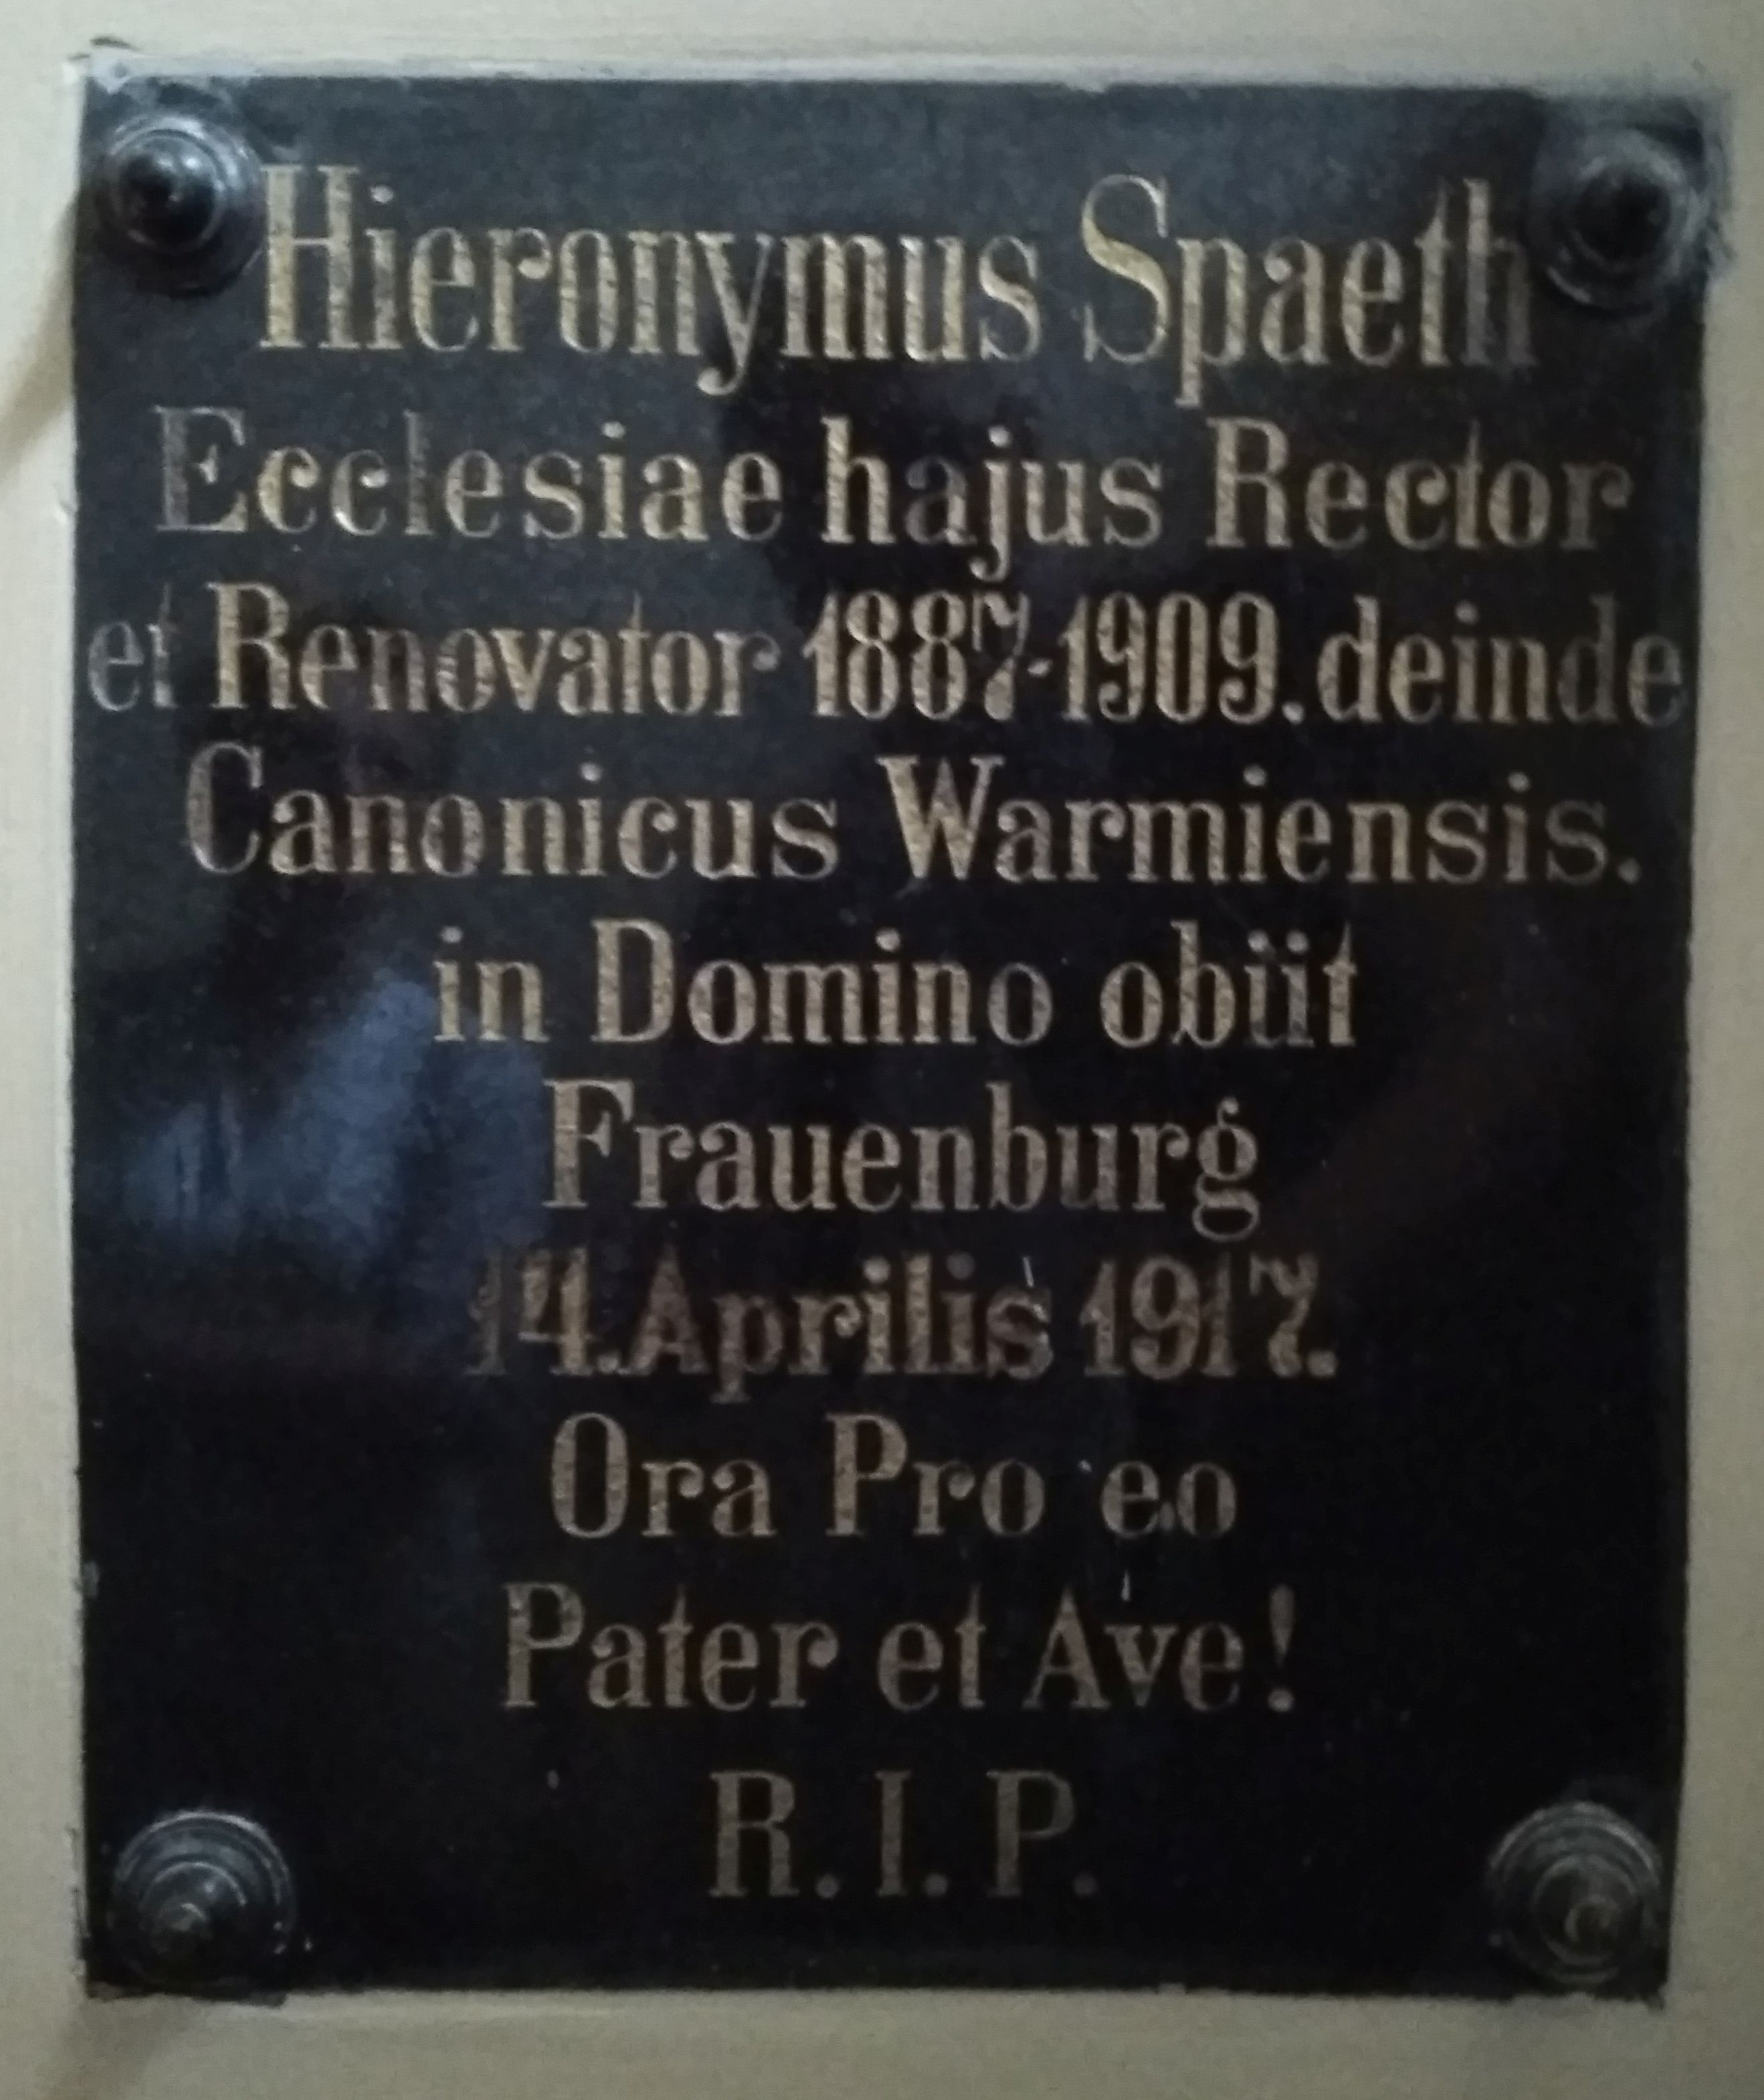 Hieronymus Spaeth
Ecclesiae hajus Rector
et Renovator 1887-1909. deinde
Canonicus Warmiensis.
in Domino obiit
Frauenburg
14. Aprilis 1917.
Ora Pro eo
Pater et Ave!
R. I. P.